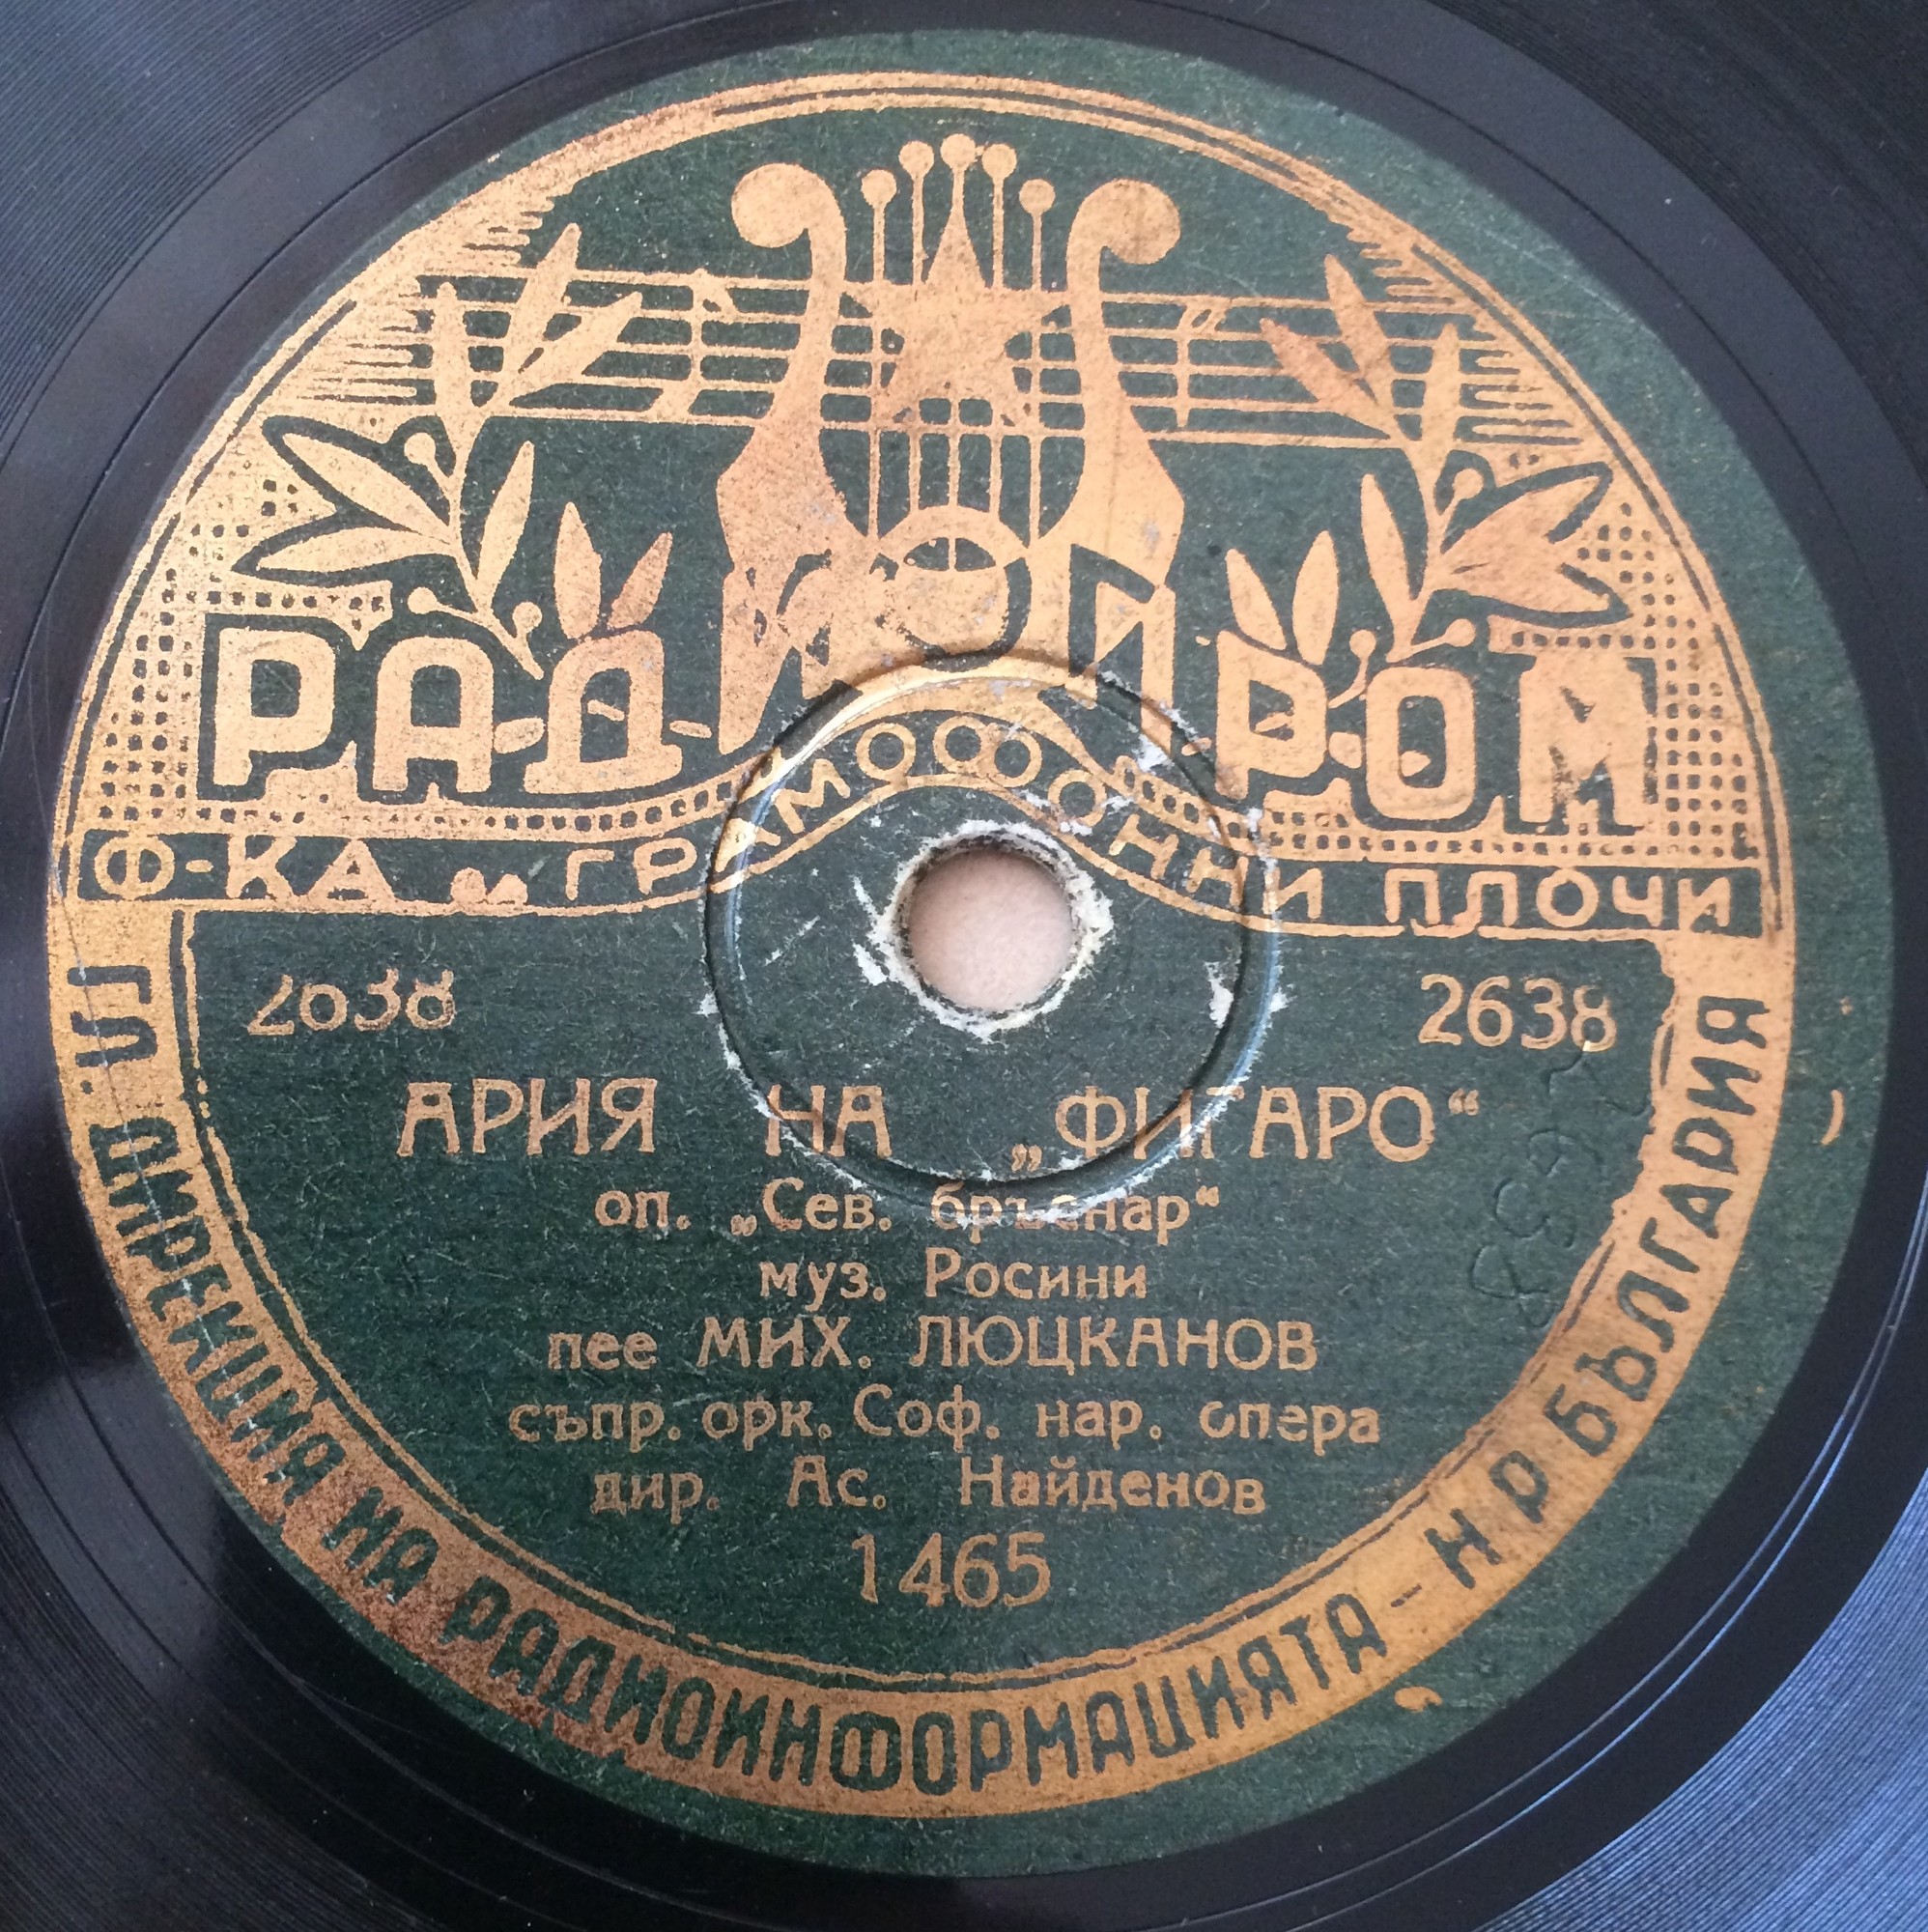 РАДИОПРОМ
Ф-КА „ ГРАМОФОННИ ПЛОЧИ
2638 2638
АРИЯ НА „ФИГАРО“
оп. „Сев. бръснар“
муз. Росини
пее МИХ. ЛЮЦКАНОВ
съпр. орк. Соф. нар. опера
дир. Ас. Найденов
1465
ДИРЕКЦИЯ НА РАДИОИНФОРМАЦИЯТА – Н Р БЪЛГАРИЯ